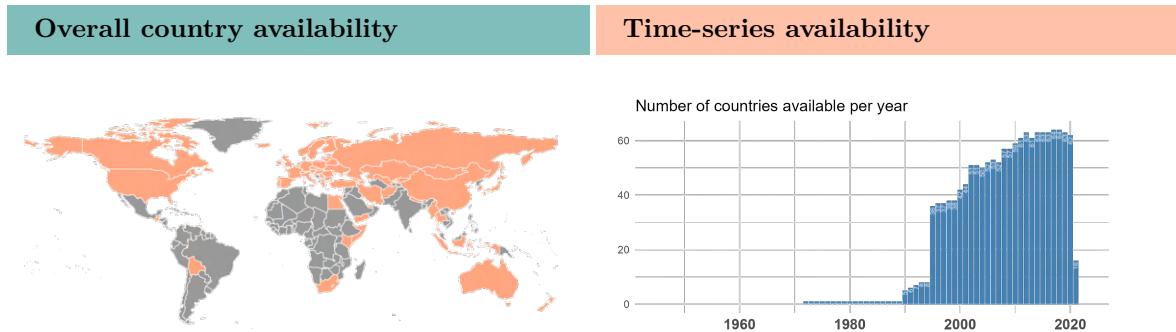 Overall country availability
Time-series availability
Number of countries available per year
60
40
20
0
1960 1980 2000 2020